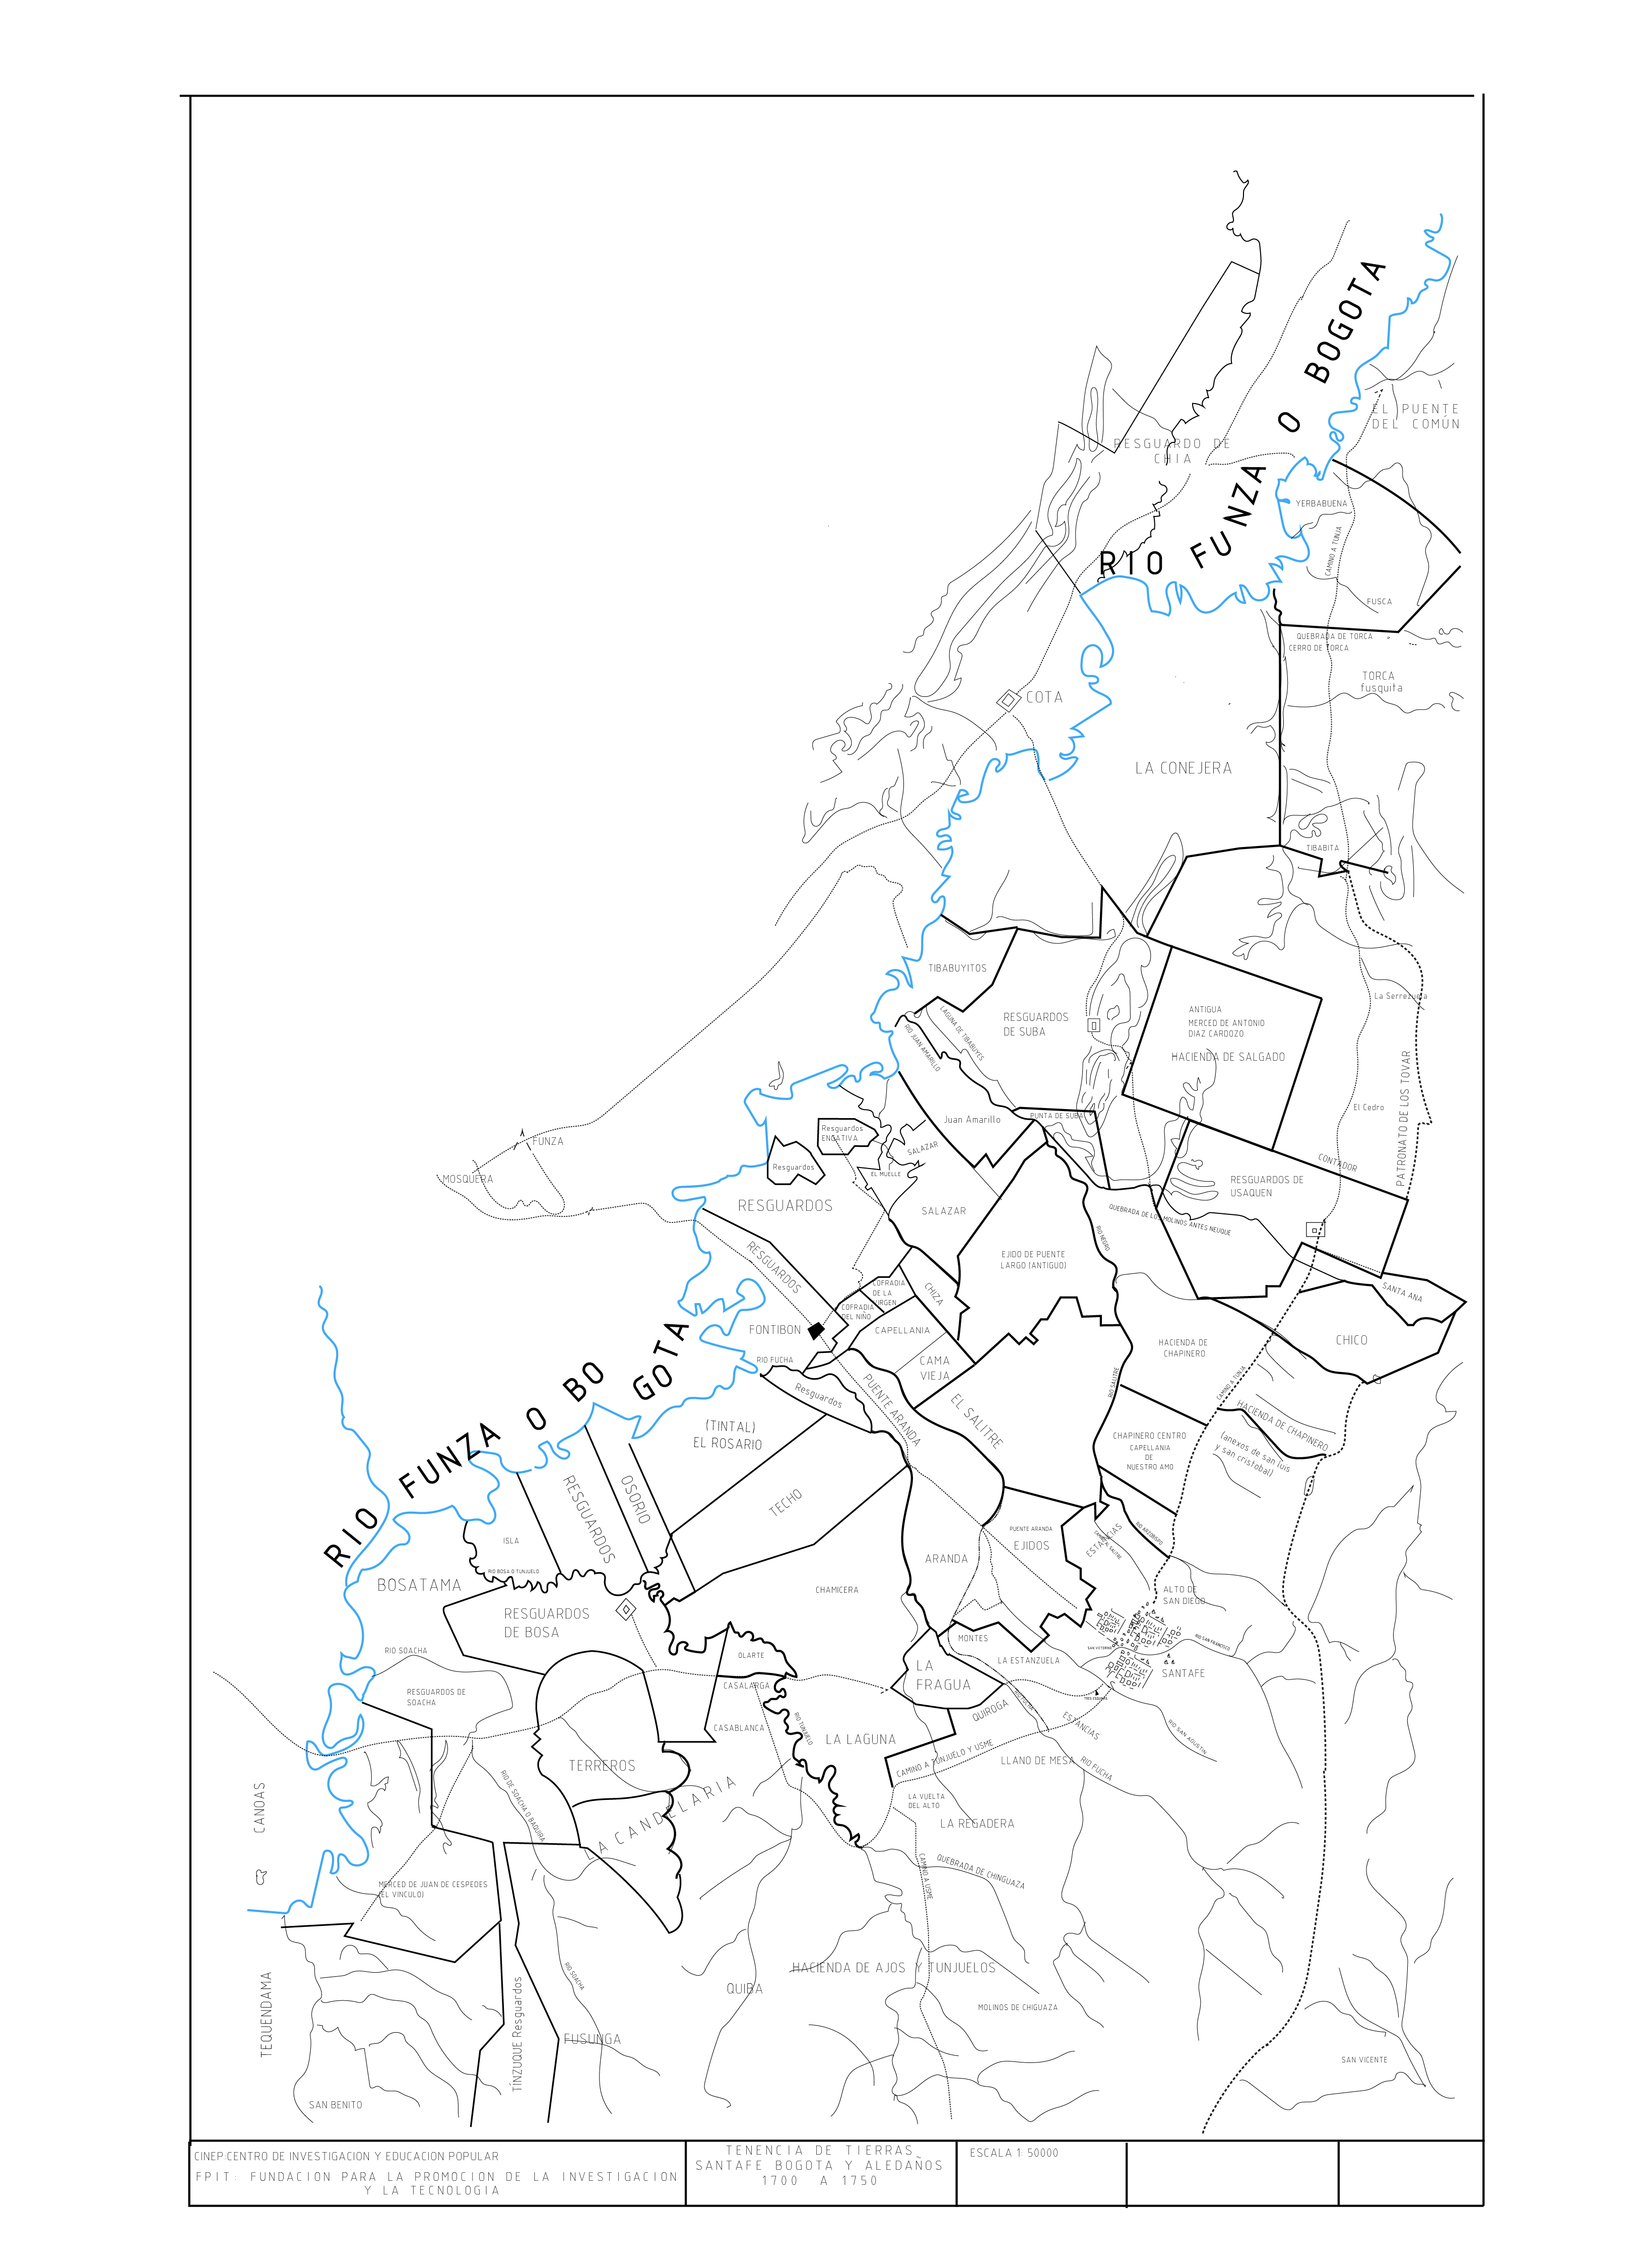 RIO FUNZA O BOGOTA
EL PUENTE
DEL COMÚN
RESGUARDO DE
CHIA
YERBABUENA
CAMINO A TUNJA
FUSCA
QUEBRADA DE TORCA
CERRO DE TORCA
TORCA
fusquita
COTA
LA CONEJERA
TIBABITA
TIBABUYITOS
La Serrezuela
RESGUARDOS
DE SUBA
ANTIGUA
MERCED DE ANTONIO
DIAZ CARDOZO
HACIENDA DE SALGADO
LAGUNA DE TIBABUYES
RIO JUAN AMARILLO
PATRONATO DE LOS TOVAR
El Cedro
Juan Amarillo
PUNTA DE SUBA
Resguardos
ENGATIVA
SALAZAR
FUNZA
MOSQUERA
Resguardos
EL MUELLE
CONTADOR
RESGUARDOS DE
USAQUEN
RESGUARDOS
SALAZAR
QUEBRADA DE LOS MOLINOS ANTES NEUQUE
RIO NEGRO
EJIDO DE PUENTE
LARGO (ANTIGUO)
RESGUARDOS
COFRADIA
DE LA
VIRGEN
CHIZA
COFRADIA
DEL NIÑO
SANTA ANA
FONTIBON
CAPELLANIA
HACIENDA DE
CHAPINERO
CHICO
RIO FUCHA
CAMA
VIEJA
RIO SALITRE
CAMINO A TUNJA
Resguardos
PUENTE ARANDA
EL SALITRE
HACIENDA DE CHAPINERO
(anexos de san luis
y san cristobal)
RIO FUNZA O BO
GOTA
(TINTAL)
EL ROSARIO
CHAPINERO CENTRO
CAPELLANIA
DE
NUESTRO AMO
RESGUARDOS
OSORIO
TECHO
ISLA
PUENTE ARANDA
EJIDOS
ESTANCIAS
RIO ARZOBISPO
ARANDA
RIO BOSA O TUNJUELO
BOSATAMA
CHAMICERA
ALTO DE
SAN DIEGO
RESGUARDOS
DE BOSA
MONTES
SAN VICTORINO
RIO SAN FRANCISCO
RIO SOACHA
OLARTE
LA ESTANZUELA
SANTAFE
LA
FRAGUA
CASALARGA
RESGUARDOS DE
SOACHA
TRES ESQUINAS
QUIROGA
RIO FUCHA
CASABLANCA
RIO TUNJUELO
LA LAGUNA
ESTANCIAS
RIO SAN AGUSTIN
CAMINO A TUNJUELO Y USME
LLANO DE MESA
RIO FUCHA
TERREROS
LA CANDELARIA
RIO DE SOACHA O BAQUIRA
CANOAS
LA VUELTA
DEL ALTO
LA REGADERA
QUEBRADA DE CHINGUAZA
CAMINO A USME
MERCED DE JUAN DE CESPEDES
(EL VINCULO)
RIO SOACHA
HACIENDA DE AJOS Y TUNJUELOS
QUIBA
MOLINOS DE CHIGUAZA
TEQUENDAMA
TÍNZUQUE Resguardos
FUSUNGA
SAN VICENTE
SAN BENITO
CINEP.CENTRO DE INVESTIGACION Y EDUCACION POPULAR
FPIT: FUNDACION PARA LA PROMOCION DE LA INVESTIGACION
Y LA TECNOLOGIA
TENENCIA DE TIERRAS
SANTAFE BOGOTA Y ALEDAÑOS
1700 A 1750
ESCALA 1: 50000